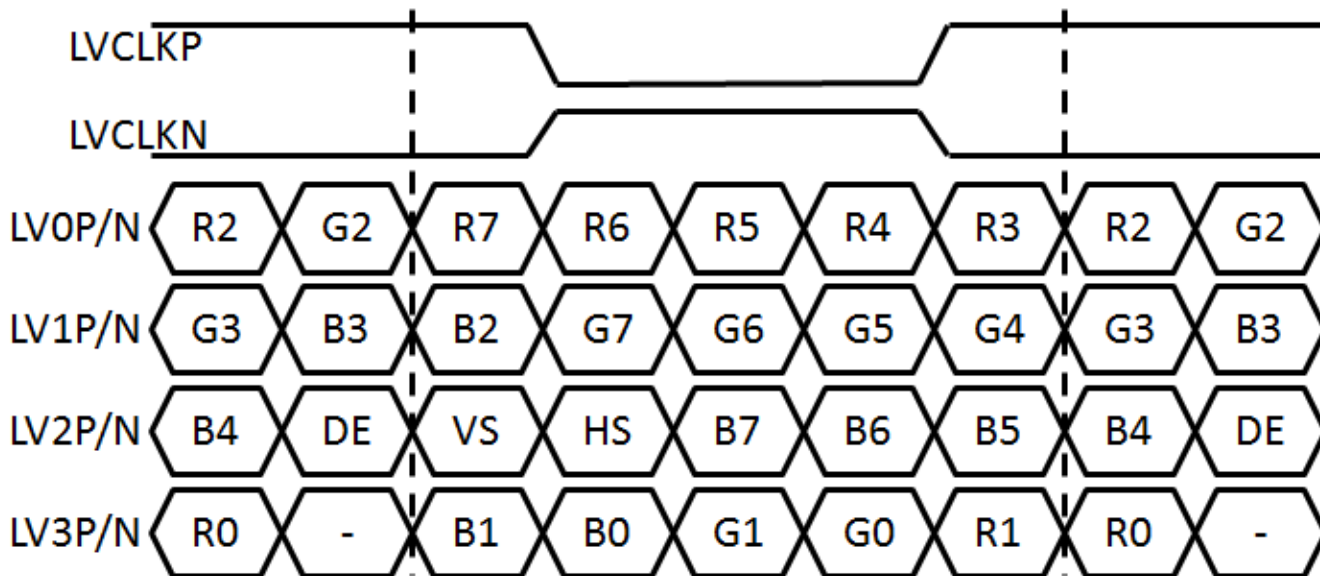 LVCLKP
LVCLKN
LV0P/N R2 G2 R7 R6 R5 R4 R3 R2 G2
LV1P/N G3 B3 B2 G7 G6 G5 G4 G3 B3
LV2P/N B4 DE VS HS B7 B6 B5 B4 DE
LV3P/N R0 - B1 B0 G1 G0 R1 R0 -